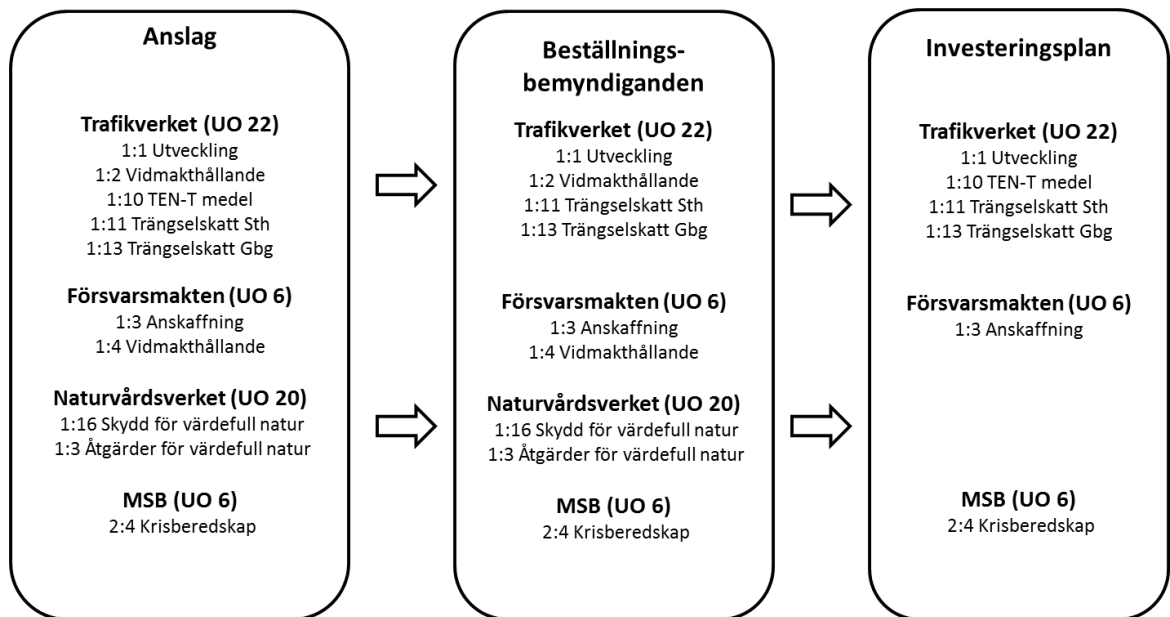 Anslag
Trafikverket (UO 22)
1:1 Utveckling
1:2 Vidmakthållande
1:10 TEN-T medel
1:11 Trängselskatt Sth
1:13 Trängselskatt Gbg
Försvarsmakten (UO 6)
1:3 Anskaffning
1:4 Vidmakthållande
Naturvårdsverket (UO 20)
1:16 Skydd för värdefull natur
1:3 Åtgärder för värdefull natur
MSB (UO 6)
2:4 Krisberedskap
Beställnings-
bemyndiganden
Trafikverket (UO 22)
1:1 Utveckling
1:2 Vidmakthållande
1:11 Trängselskatt Sth
1:13 Trängselskatt Gbg
Försvarsmakten (UO 6)
1:3 Anskaffning
1:4 Vidmakthållande
Naturvårdsverket (UO 20)
1:16 Skydd för värdefull natur
1:3 Åtgärder för värdefull natur
MSB (UO 6)
2:4 Krisberedskap
Investeringsplan
Trafikverket (UO 22)
1:1 Utveckling
1:10 TEN-T medel
1:11 Trängselskatt Sth
1:13 Trängselskatt Gbg
Försvarsmakten (UO 6)
1:3 Anskaffning
MSB (UO 6)
2:4 Krisberedskap